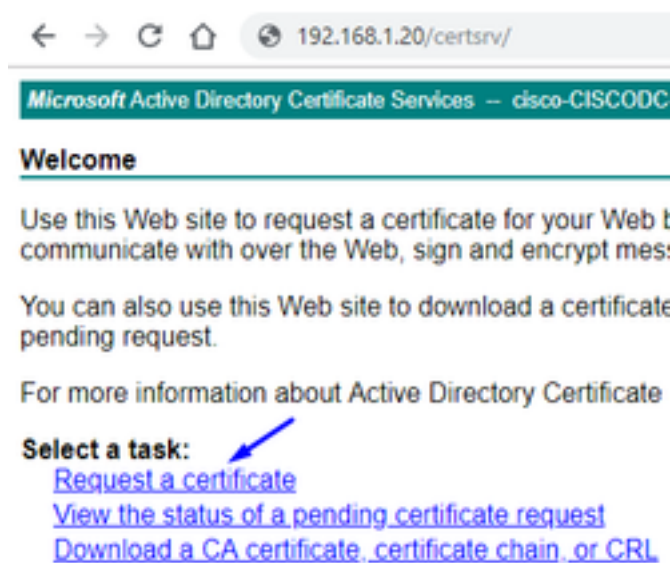 192.168.1.20/certsrv/
Microsoft Active Directory Certificate Services -- cisco-CISCODC
Welcome
Use this Web site to request a certificate for your Web
communicate with over the Web, sign and encrypt mes
You can also use this Web site to download a certificate
pending request.
For more information about Active Directory Certificate
Select a task:
Request a certificate
View the status of a pending certificate request
Download a CA certificate, certificate chain, or CRL